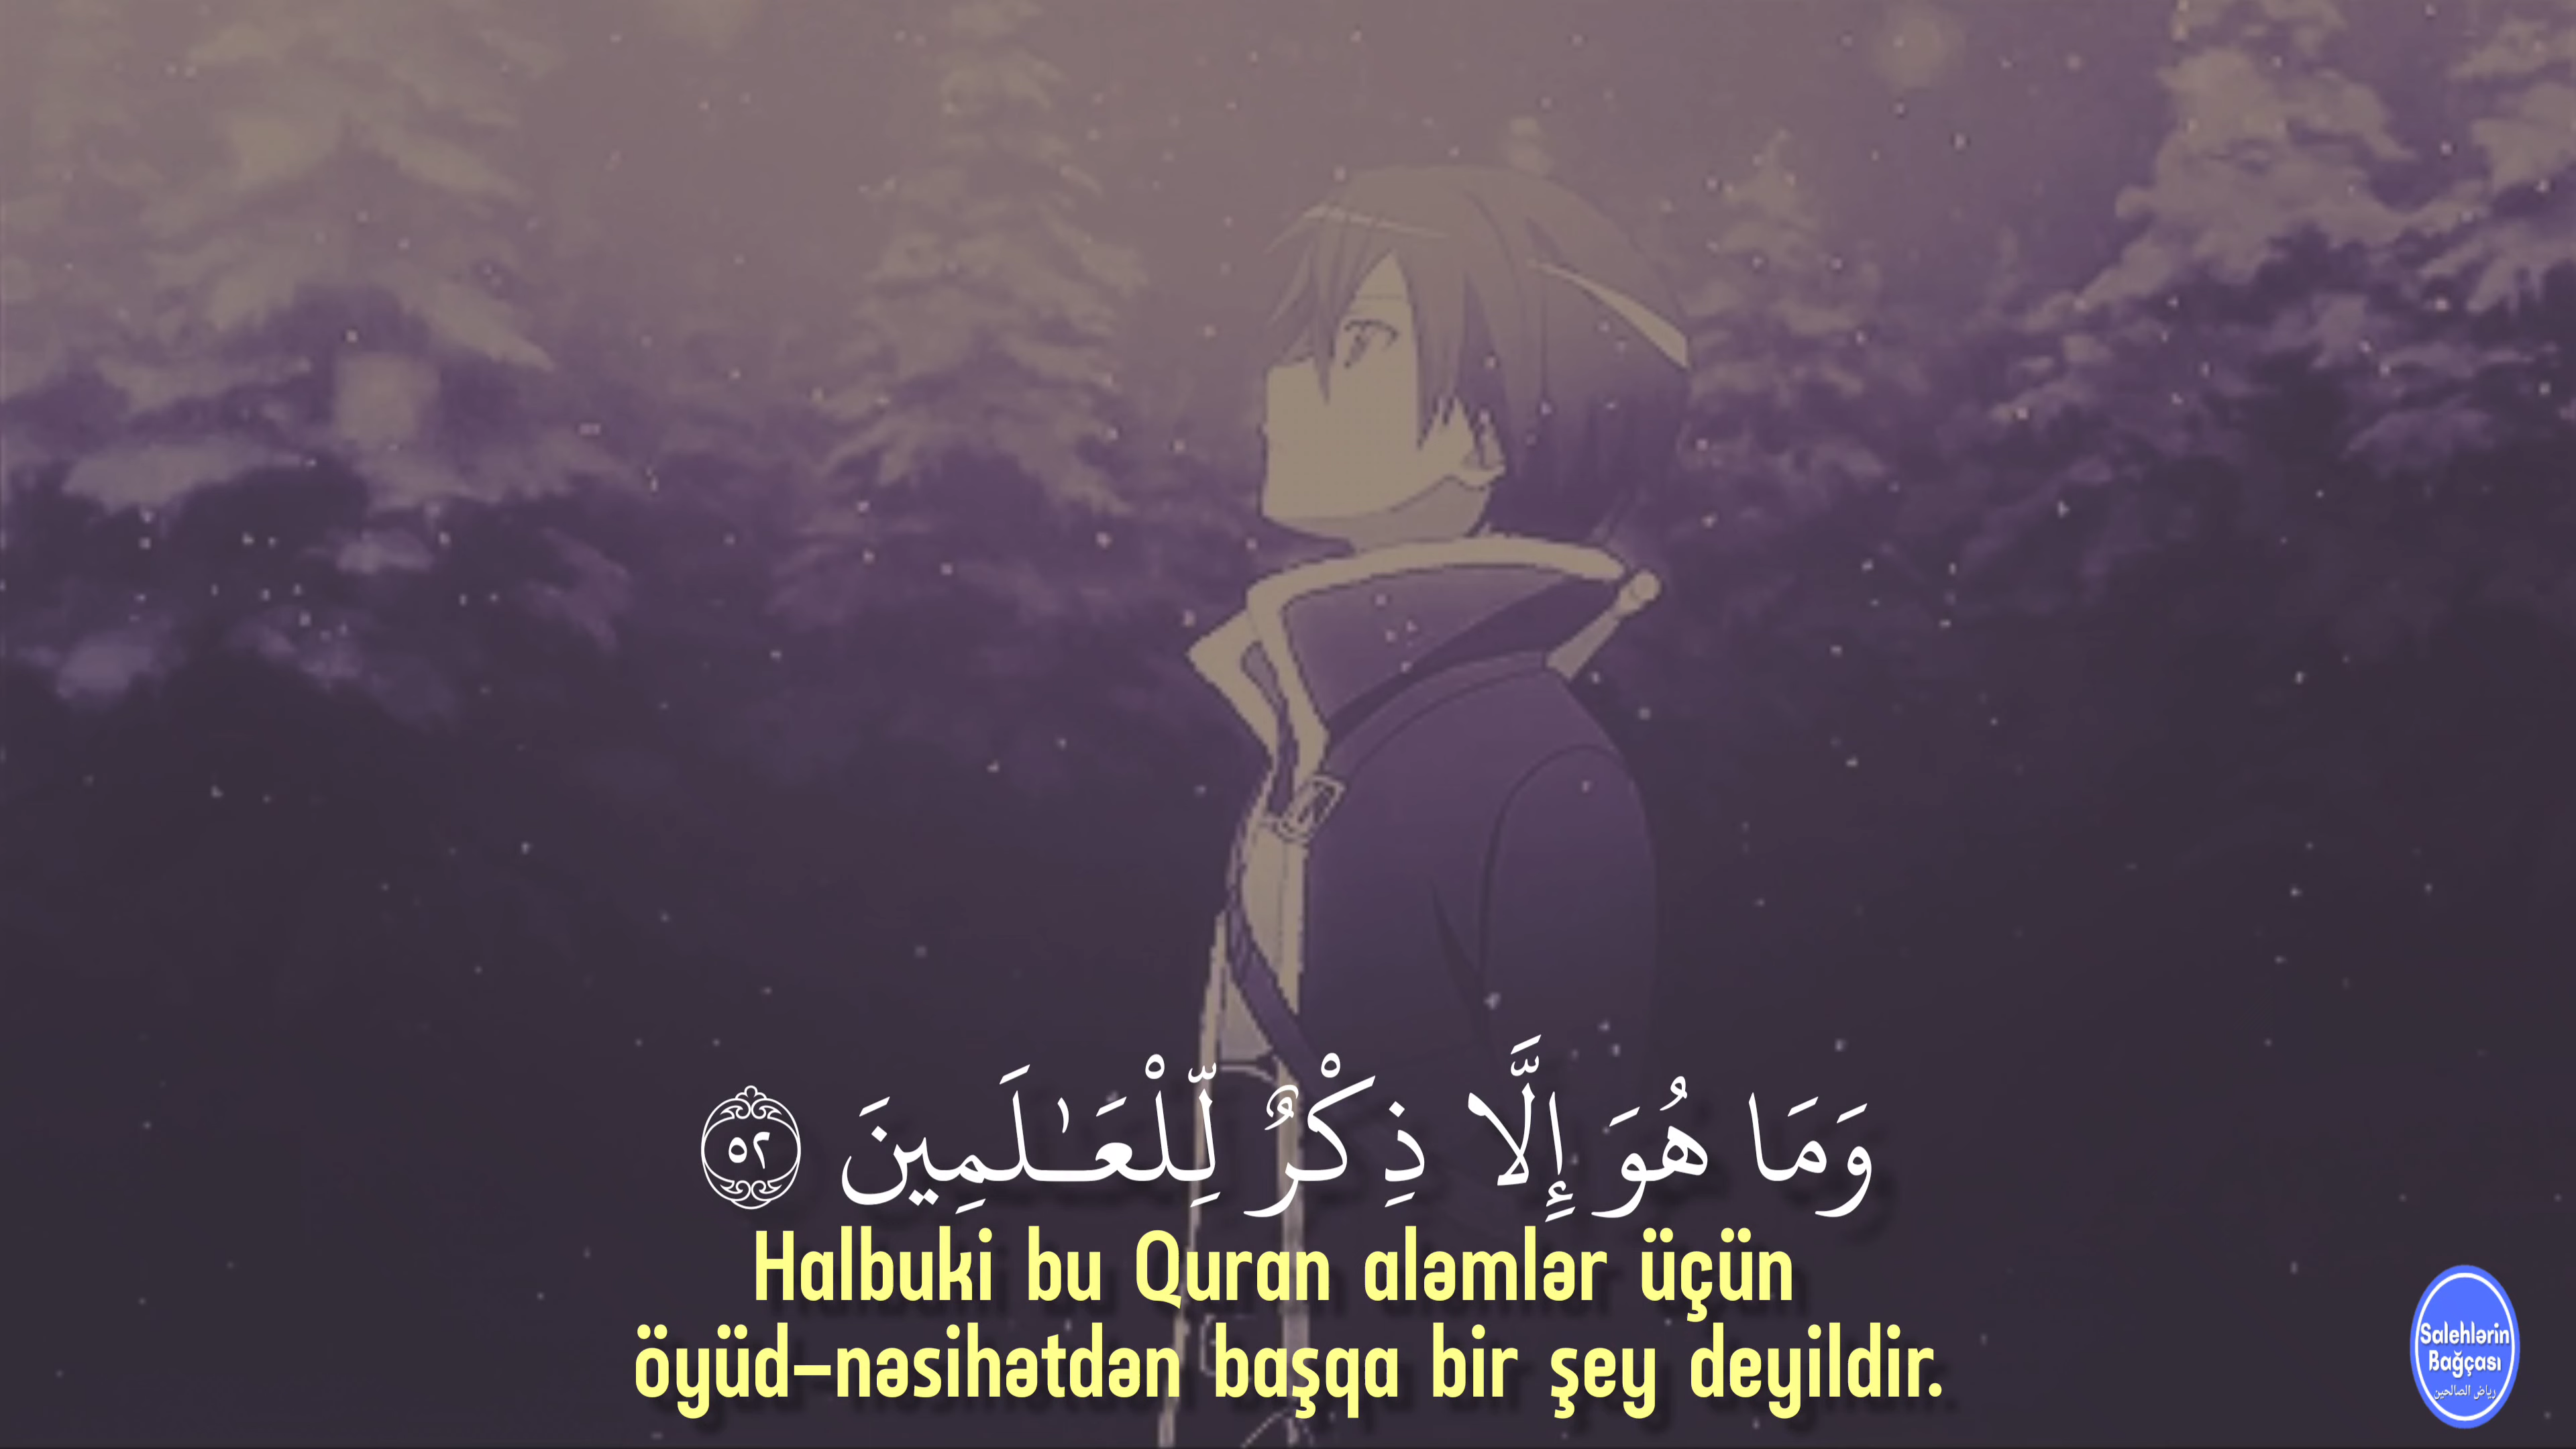 وَمَا هُوَ إِلَّا ذِكْرٌ لِّلْعَـٰلَمِينَ ۝٥٢
Halbuki bu Quran aləmlər üçün
öyüd-nəsihətdən başqa bir şey deyildir.
Salehlərin
Bağçası
رياض الصالحين